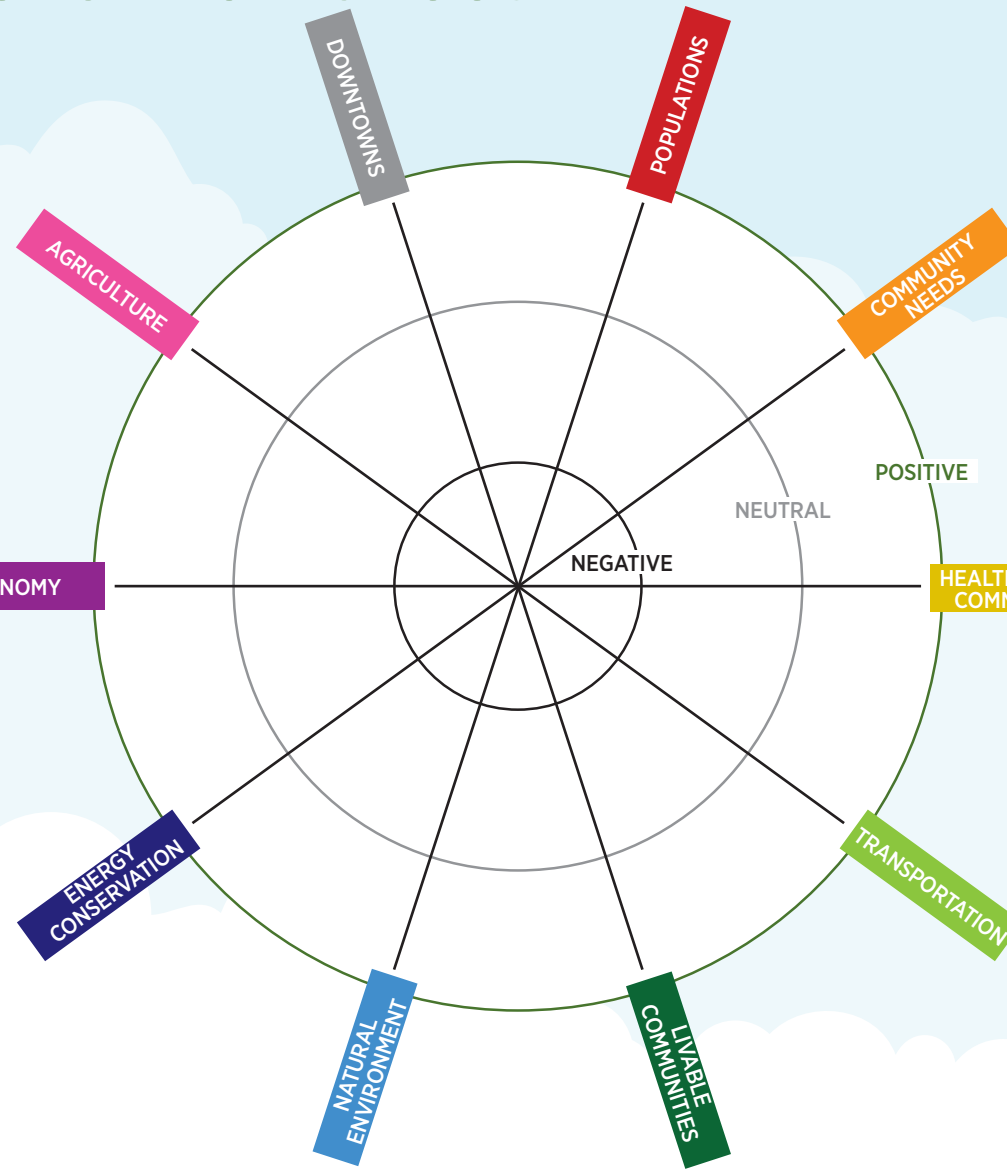 DOWNTOWNS
POPULATIONS
AGRICULTURE
COMMUNITY
NEEDS
POSITIVE
NEUTRAL
NEGATIVE
NOMY
HEALT
COMM
TRANSPORTATION
ENERGY
CONSERVATION
NATURAL
ENVIRONMENT
LIVABLE
COMMUNITIES